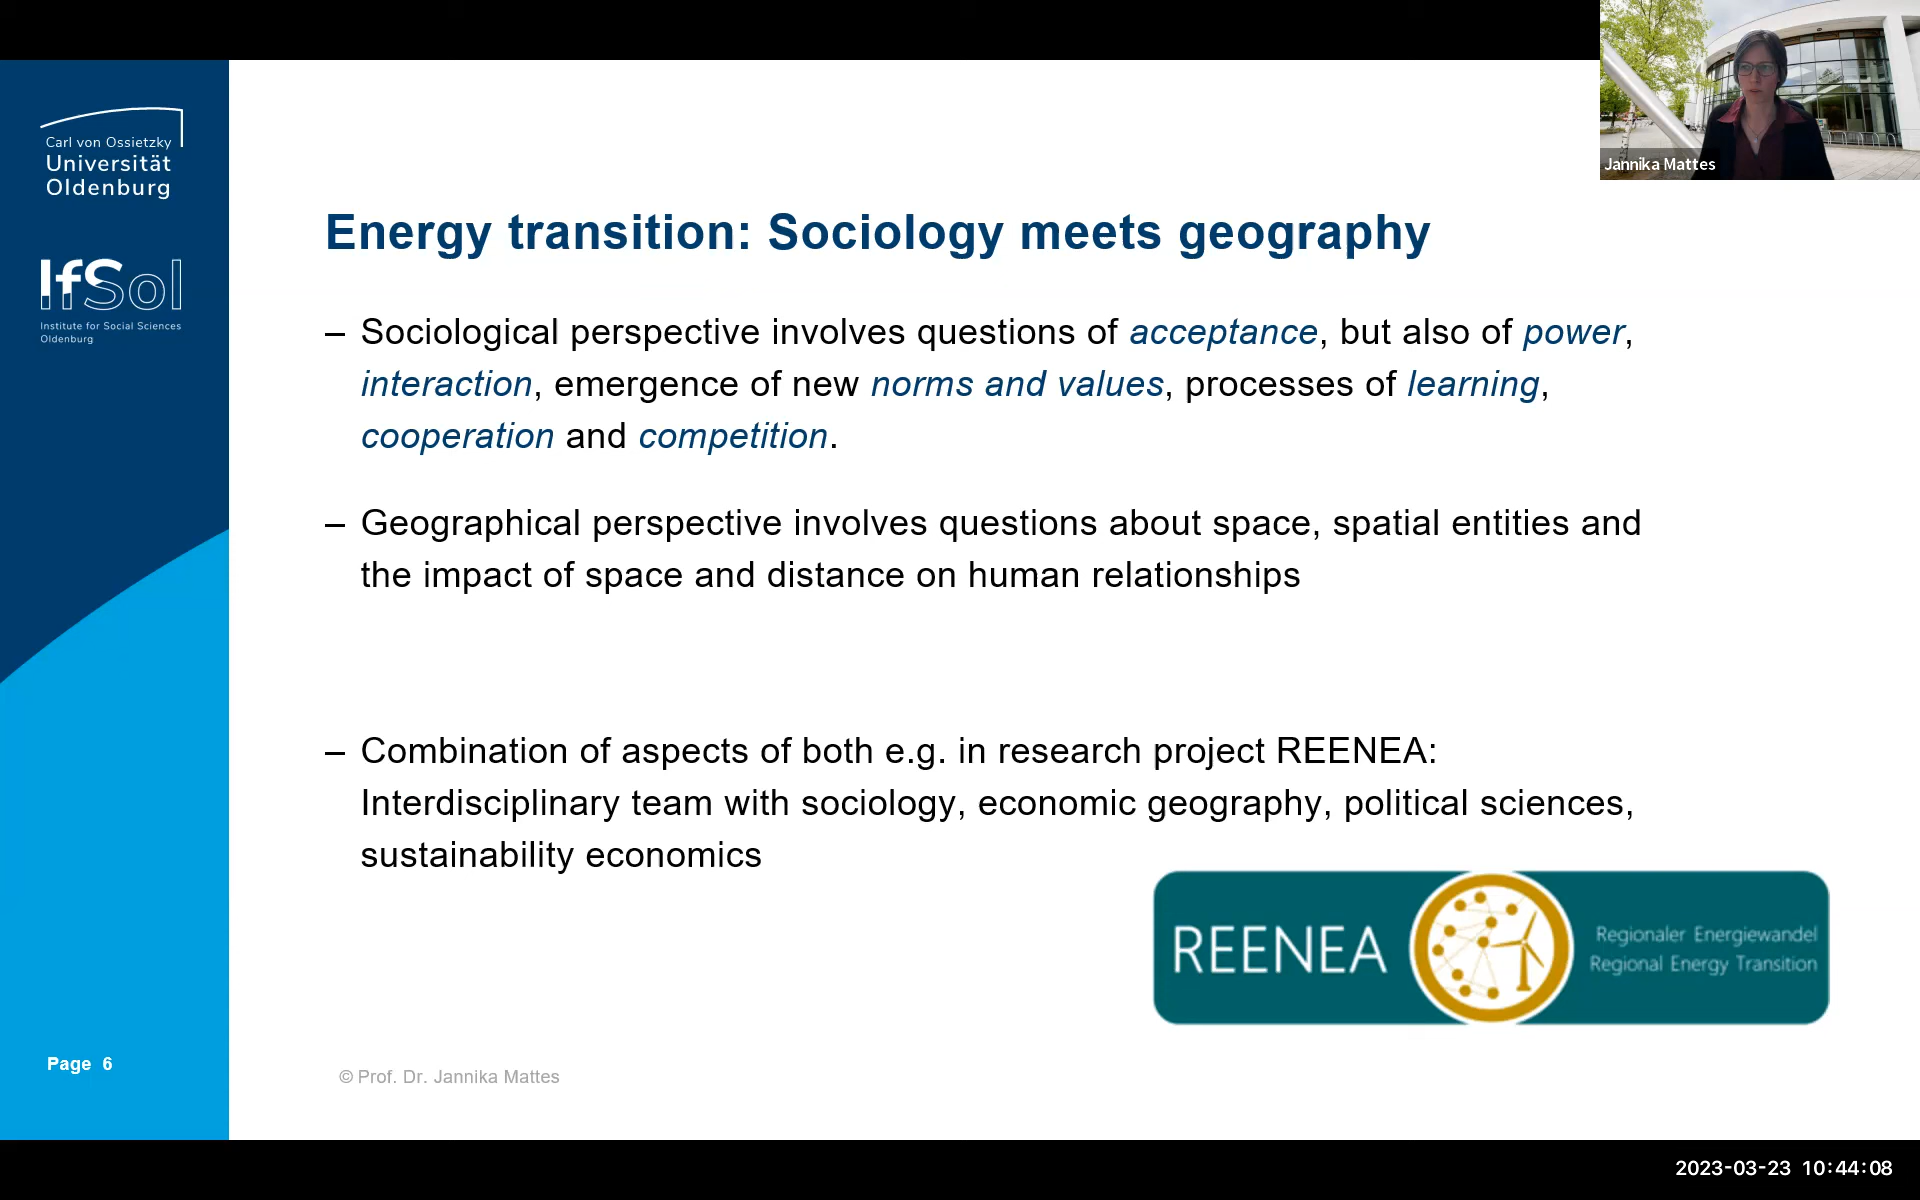 Jannika Mattes
Carl von Ossietzky
Universität
Oldenburg
IfSol
Institute for Social Sciences
Oldenburg
Energy transition: Sociology meets geography
– Sociological perspective involves questions of acceptance, but also of power,
interaction, emergence of new norms and values, processes of learning,
cooperation and competition.
– Geographical perspective involves questions about space, spatial entities and
the impact of space and distance on human relationships
– Combination of aspects of both e.g. in research project REENEA:
Interdisciplinary team with sociology, economic geography, political sciences,
sustainability economics
REENEA
Regionaler Energiewandel
Regional Energy Transition
Page 6
© Prof. Dr. Jannika Mattes
2023-03-23 10:44:08